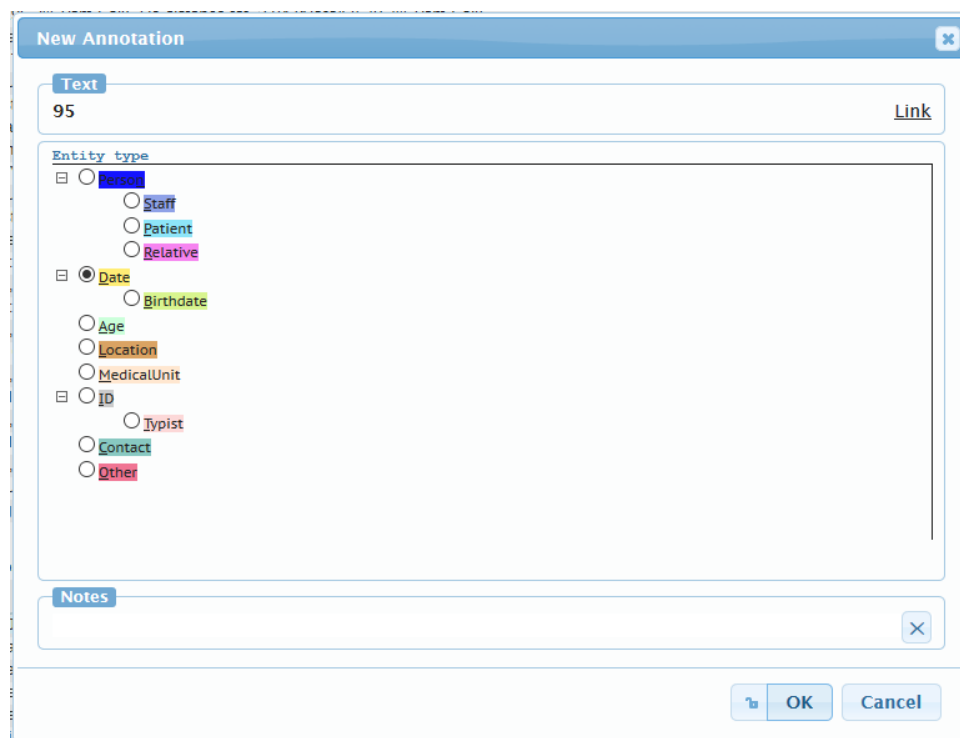 New Annotation
Text
95
Link
Entity type
Person
Staff
Patient
Relative
Date
Birthdate
Age
Location
MedicalUnit
ID
Typist
Contact
Other
Notes
OK
Cancel